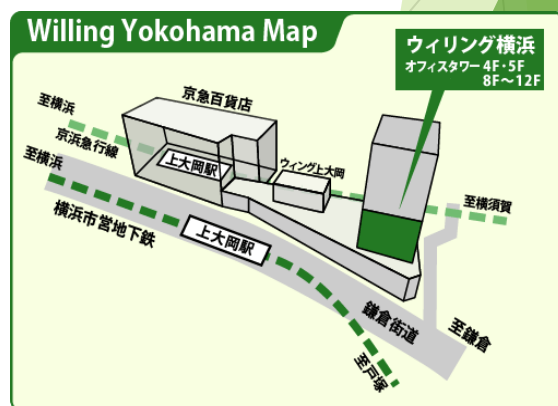 Willing Yokohama Map
ウィリング横浜
オフィスタワー 4F・5F
8F～12F
京急百貨店
至横浜
京浜急行線
上大岡駅
ウィング上大岡
至横浜
至横須賀
横浜市営地下鉄
上大岡駅
鎌倉街道
至鎌倉
至戸塚